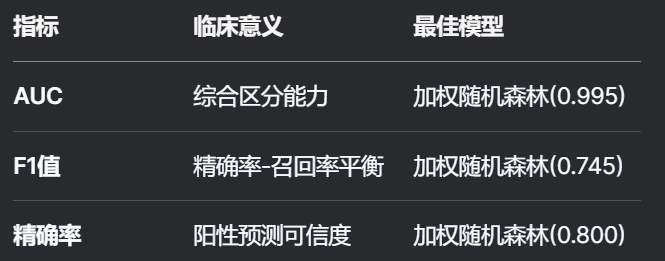 指标 临床意义 最佳模型
AUC 综合区分能力 加权随机森林(0.995)
F1值 精确率-召回率平衡 加权随机森林(0.745)
精确率 阳性预测可信度 加权随机森林(0.800)